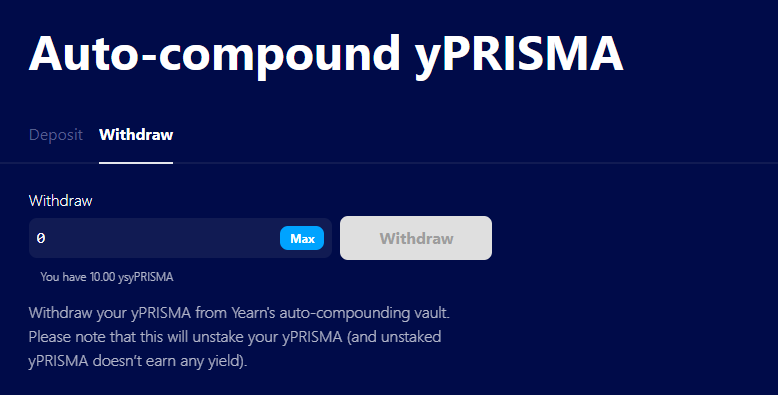 Auto-compound yPRISMA
Deposit Withdraw
Withdraw
0 Max Withdraw
You have 10.00 ysyPRISMA
Withdraw your yPRISMA from Yearn's auto-compounding vault.
Please note that this will unstake your yPRISMA (and unstaked
yPRISMA doesn’t earn any yield).